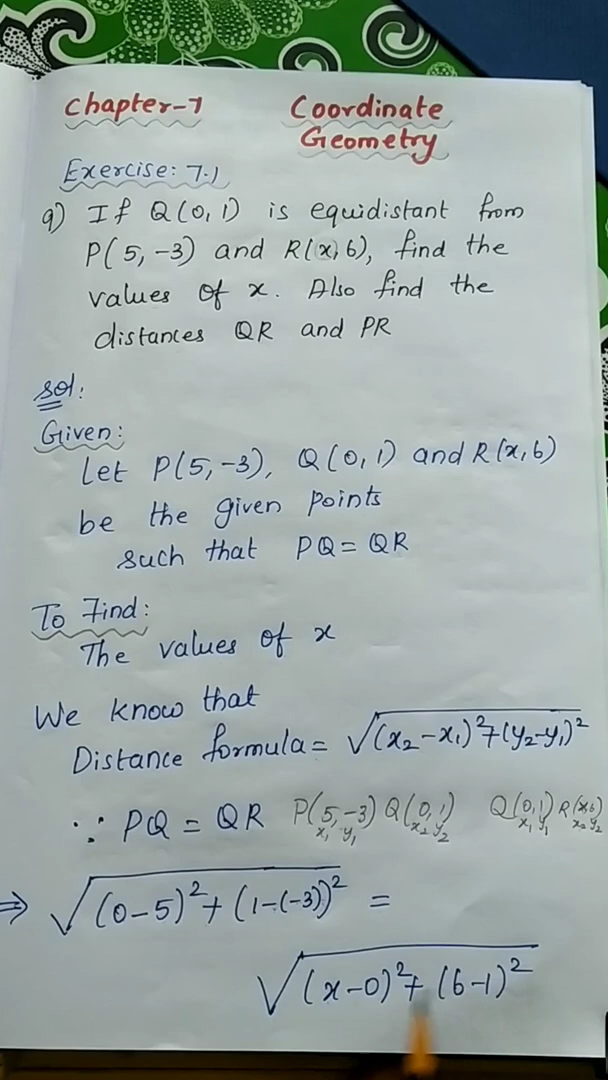 Chapter-7 Coordinate
Geometry
Exercise: 7.1
9) If Q(0,1) is equidistant from
P(5,-3) and R(x,6), find the
values of x. Also find the
distances QR and PR
Sol:
Given:
Let P(5,-3), Q(0,1) and R(x,6)
be the given points
such that PQ = QR
To Find:
The values of x
We know that
Distance formula = √(x₂-x₁)²+(y₂-y₁)²
∵ PQ = QR P(5,-3) Q(0,1) Q(0,1) R(x,6)
x₁ y₁ x₂ y₂ x₁ y₁ x₂ y₂
⇒ √(0-5)²+(1-(-3))² =
√(x-0)²+(6-1)²